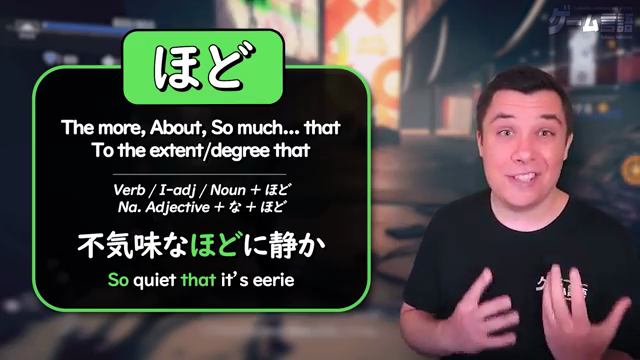 ゲーム言語
ほど
The more, About, So much... that
To the extent/degree that
Verb / I-adj / Noun + ほど
Na. Adjective + な + ほど
不気味なほどに静か
So quiet that it's eerie